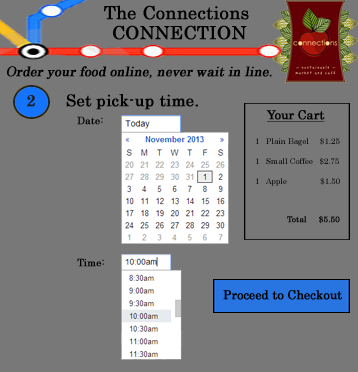 The Connections
CONNECTION
connections
sustainable
market and café
Order your food online, never wait in line.
2 Set pick-up time.
Date: Today
« November 2013 »
S M T W T F S
20 21 22 23 24 25 26
27 28 29 30 31 1 2
3 4 5 6 7 8 9
10 11 12 13 14 15 16
17 18 19 20 21 22 23
24 25 26 27 28 29 30
1 2 3 4 5 6 7
Your Cart
1 Plain Bagel $1.25
1 Small Coffee $2.75
1 Apple $1.50
Total $5.50
Time: 10:00am
8:30am
9:00am
9:30am
10:00am
10:30am
11:00am
11:30am
Proceed to Checkout